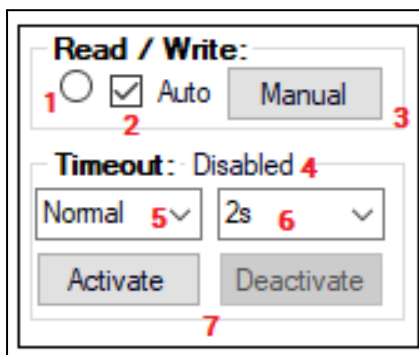 Read / Write:
1 Auto Manual
2 3
Timeout: Disabled 4
Normal 5 2s 6
Activate Deactivate
7